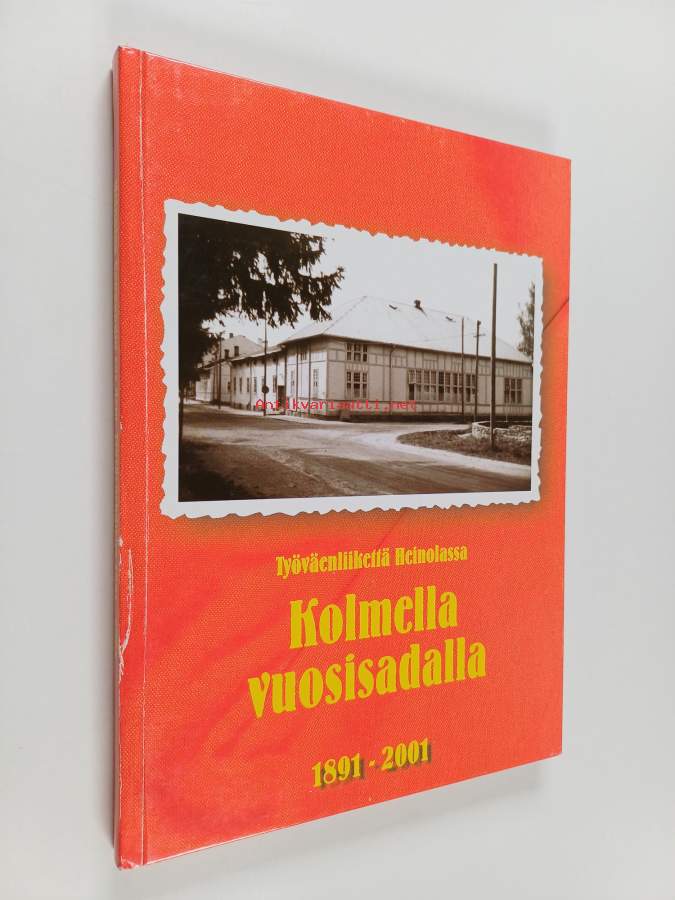 Antikvariaatti.net
Työväenliikettä Heinolassa
Kolmella
vuosisadalla
1891 - 2001